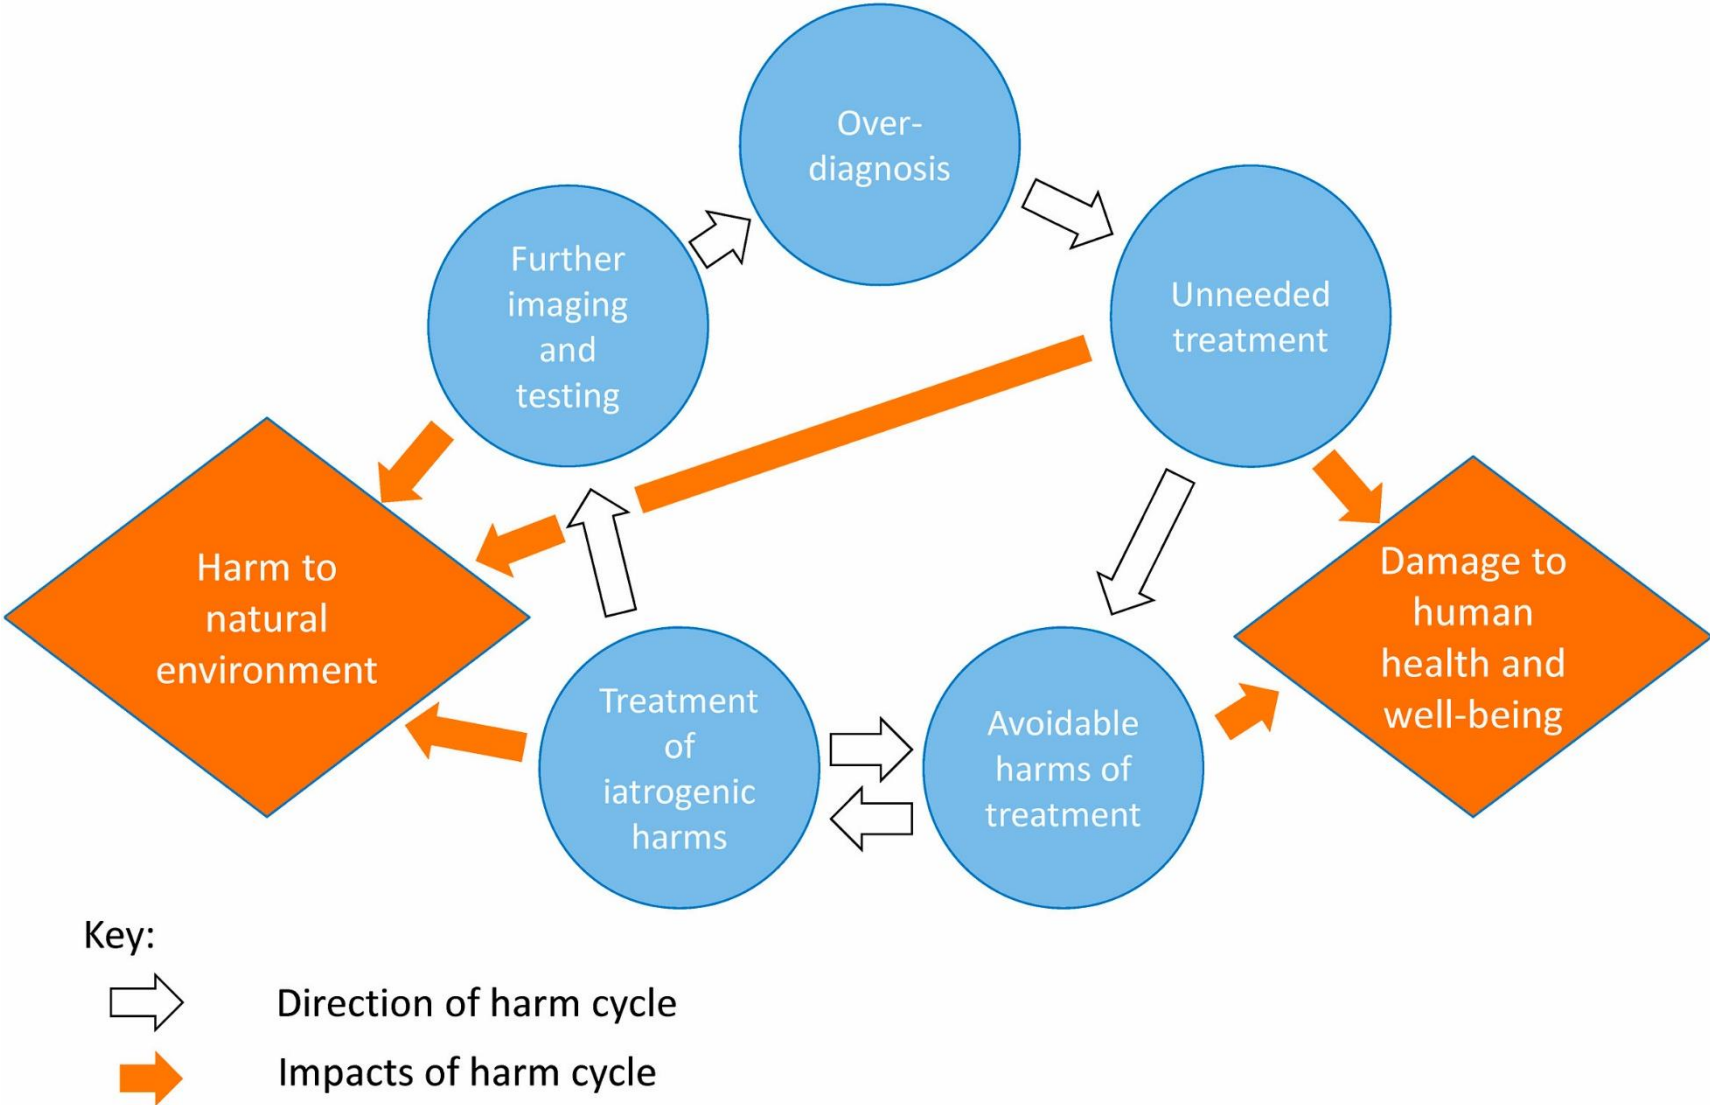 Over-
diagnosis
Further
imaging
and
testing
Unneeded
treatment
Harm to
natural
environment
Damage to
human
health and
well-being
Treatment
of
iatrogenic
harms
Avoidable
harms of
treatment
Key:
Direction of harm cycle
Impacts of harm cycle